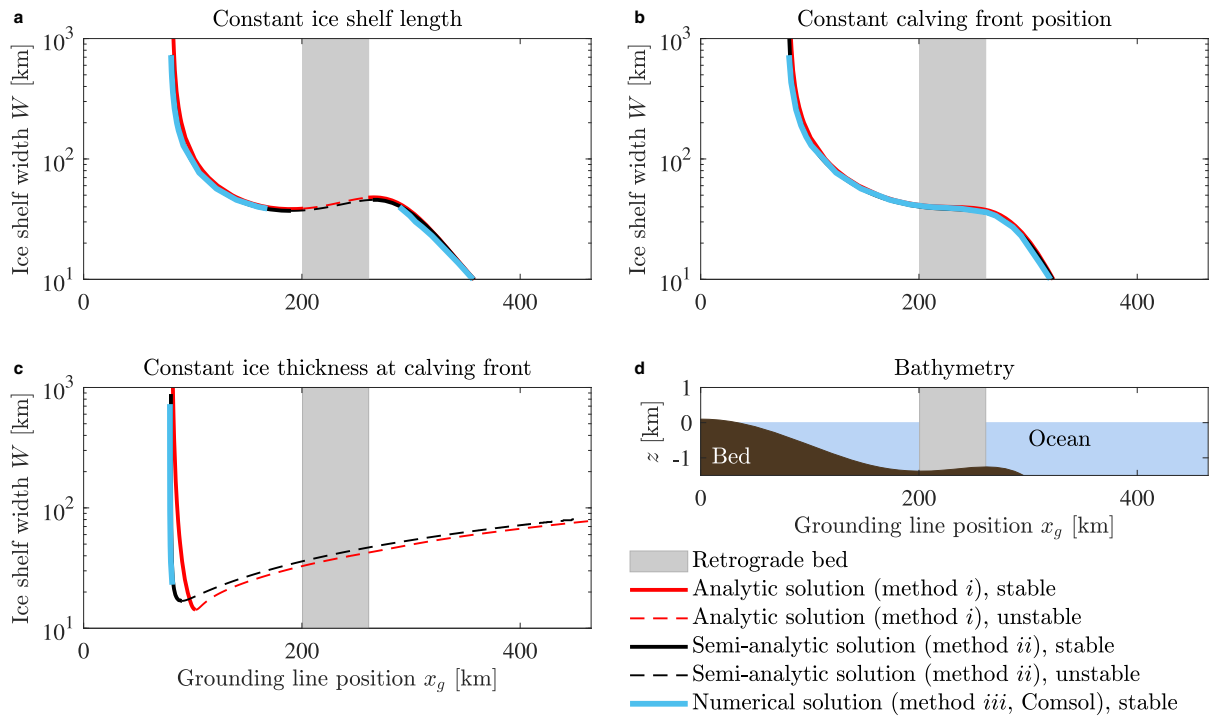 a
Constant ice shelf length
Ice shelf width W [km]
10³
10²
10¹
0
200
400
b
Constant calving front position
Ice shelf width W [km]
10³
10²
10¹
0
200
400
c
Constant ice thickness at calving front
Ice shelf width W [km]
10³
10²
10¹
0
200
400
Grounding line position x_g [km]
d
Bathymetry
z [km]
1
0
-1
Bed
Ocean
0
200
400
Grounding line position x_g [km]
Retrograde bed
Analytic solution (method i), stable
Analytic solution (method i), unstable
Semi-analytic solution (method ii), stable
Semi-analytic solution (method ii), unstable
Numerical solution (method iii, Comsol), stable